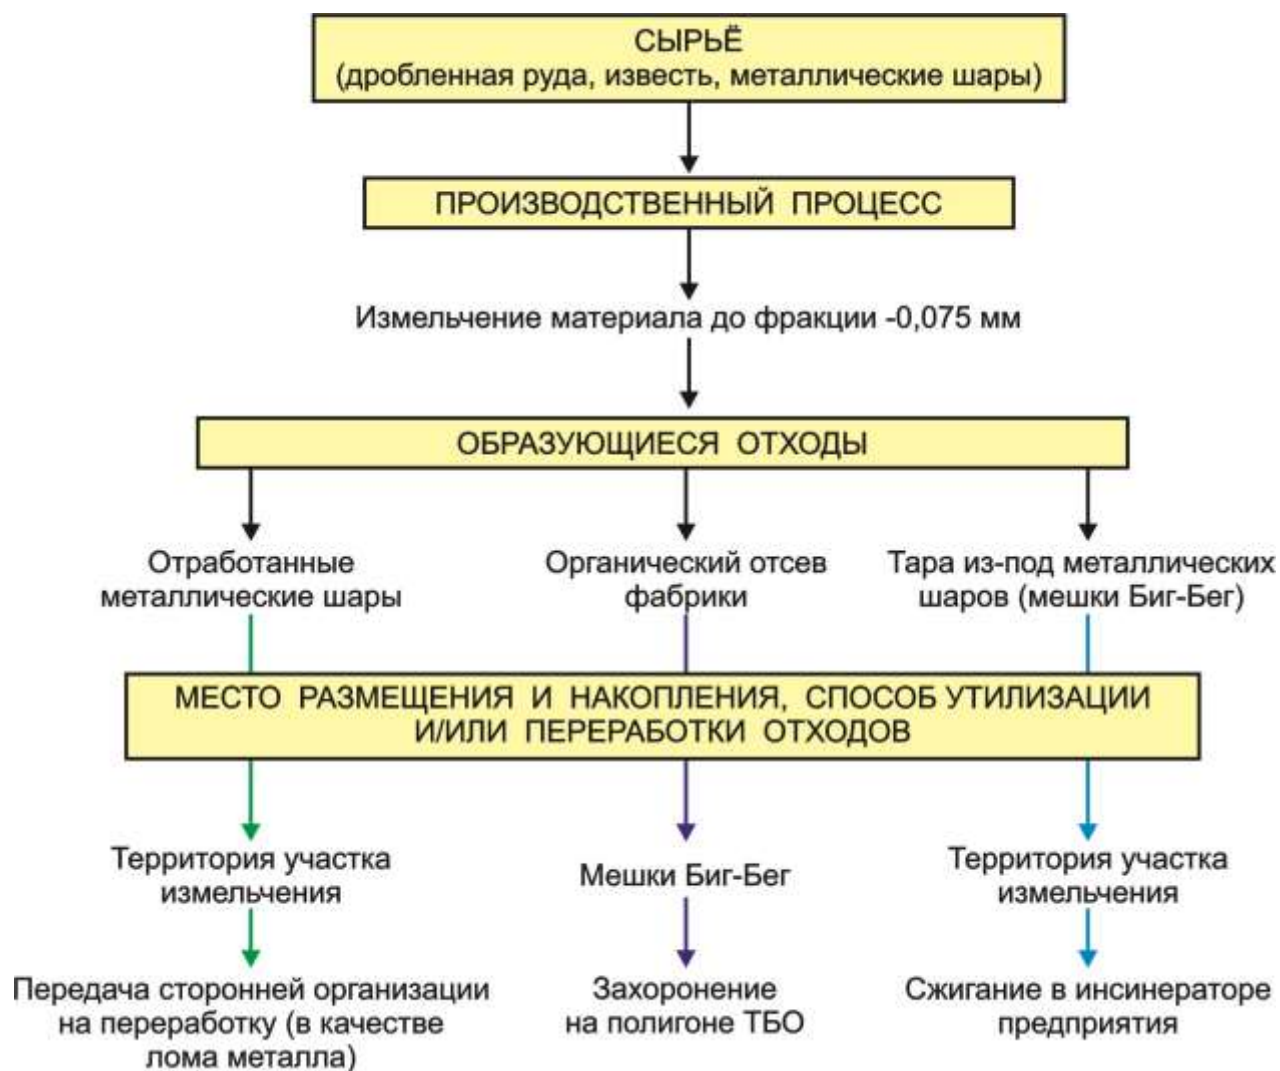 СЫРЬЁ
(дробленная руда, известь, металлические шары)
ПРОИЗВОДСТВЕННЫЙ ПРОЦЕСС
Измельчение материала до фракции -0,075 мм
ОБРАЗУЮЩИЕСЯ ОТХОДЫ
Отработанные
металлические шары
Органический отсев
фабрики
Тара из-под металлических
шаров (мешки Биг-Бег)
МЕСТО РАЗМЕЩЕНИЯ И НАКОПЛЕНИЯ, СПОСОБ УТИЛИЗАЦИИ
И/ИЛИ ПЕРЕРАБОТКИ ОТХОДОВ
Территория участка
измельчения
Мешки Биг-Бег
Территория участка
измельчения
Передача сторонней организации
на переработку (в качестве
лома металла)
Захоронение
на полигоне ТБО
Сжигание в инсинераторе
предприятия